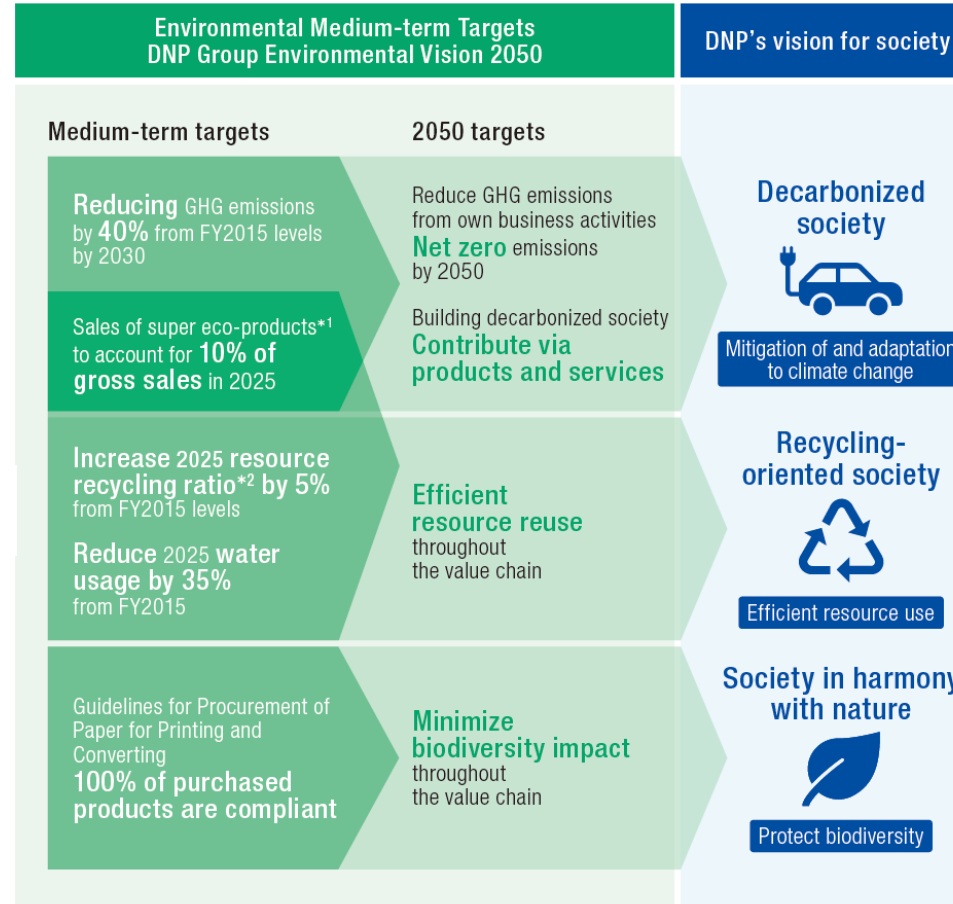 Environmental Medium-term Targets
DNP Group Environmental Vision 2050
DNP's vision for society
Medium-term targets
2050 targets
Reducing GHG emissions
by 40% from FY2015 levels
by 2030
Sales of super eco-products*1
to account for 10% of
gross sales in 2025
Reduce GHG emissions
from own business activities
Net zero emissions
by 2050
Building decarbonized society
Contribute via
products and services
Decarbonized
society
Mitigation of and adaptation
to climate change
Increase 2025 resource
recycling ratio*2 by 5%
from FY2015 levels
Reduce 2025 water
usage by 35%
from FY2015
Efficient
resource reuse
throughout
the value chain
Recycling-
oriented society
Efficient resource use
Guidelines for Procurement of
Paper for Printing and
Converting
100% of purchased
products are compliant
Minimize
biodiversity impact
throughout
the value chain
Society in harmony
with nature
Protect biodiversity